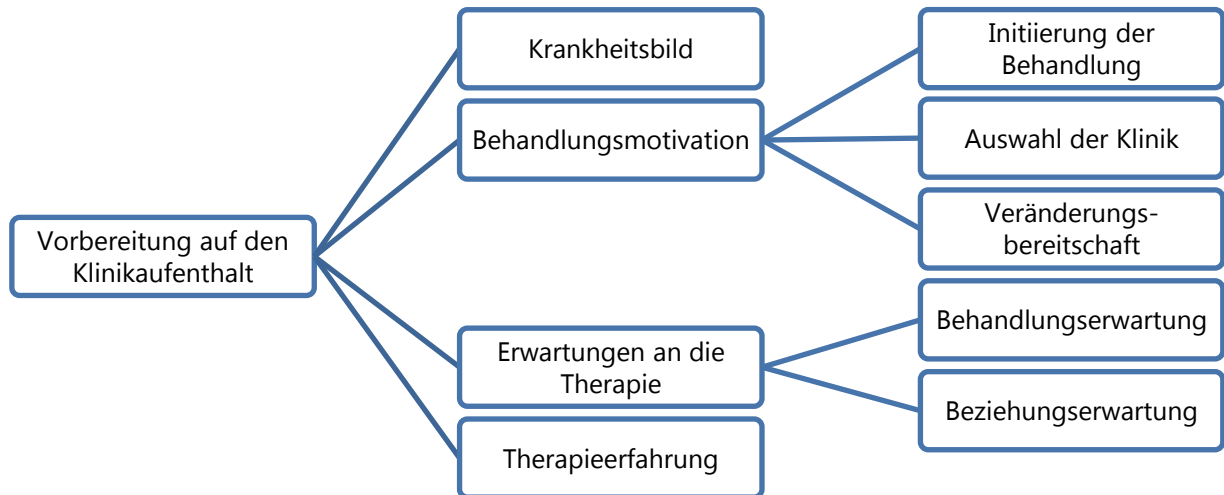 Vorbereitung auf den
Klinikaufenthalt
Krankheitsbild
Behandlungsmotivation
Erwartungen an die
Therapie
Therapieerfahrung
Initiierung der
Behandlung
Auswahl der Klinik
Veränderungs-
bereitschaft
Behandlungserwartung
Beziehungserwartung